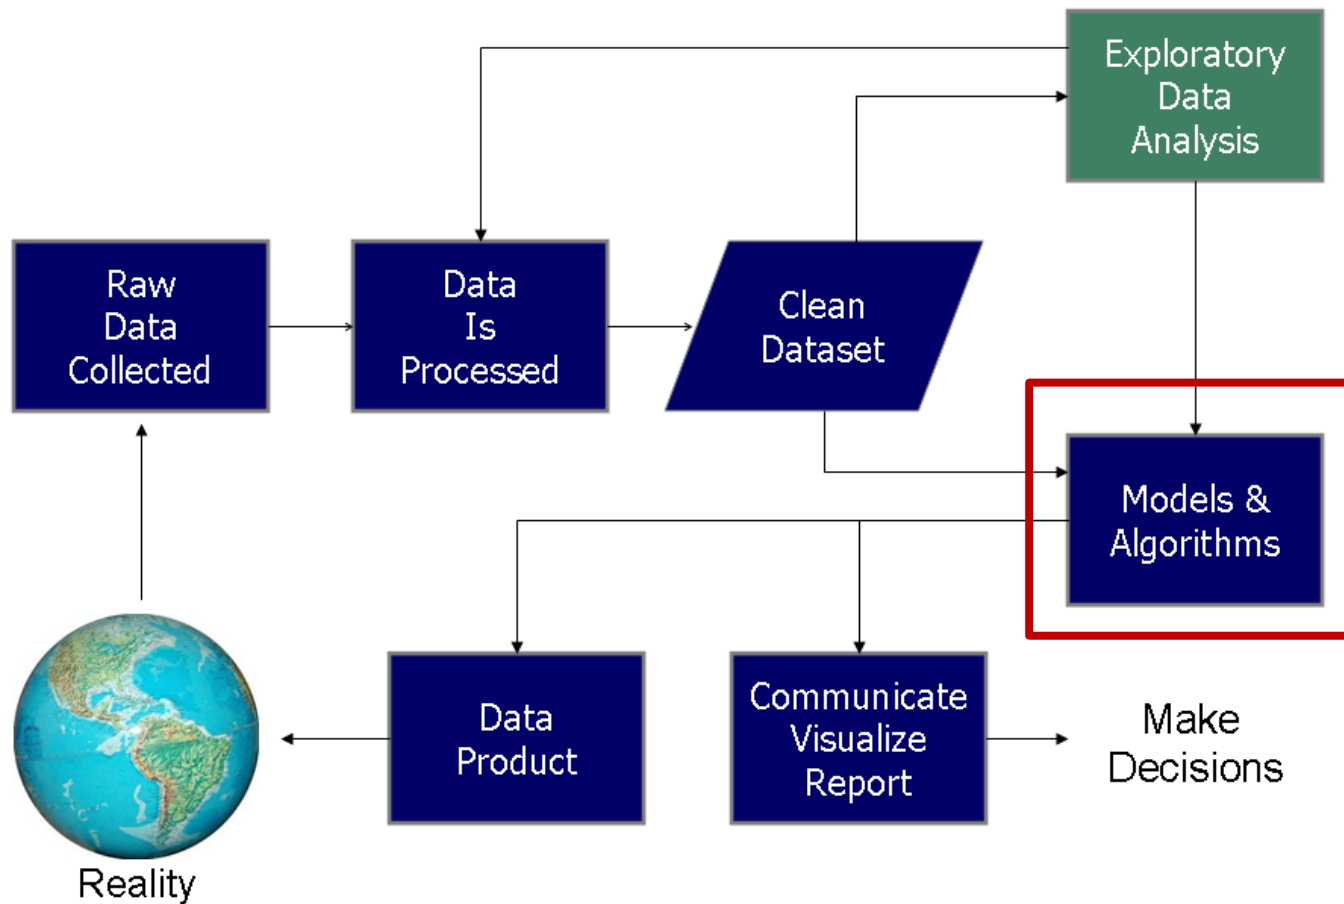 Exploratory
Data
Analysis
Raw
Data
Collected
Data
Is
Processed
Clean
Dataset
Models &
Algorithms
Data
Product
Communicate
Visualize
Report
Make
Decisions
Reality